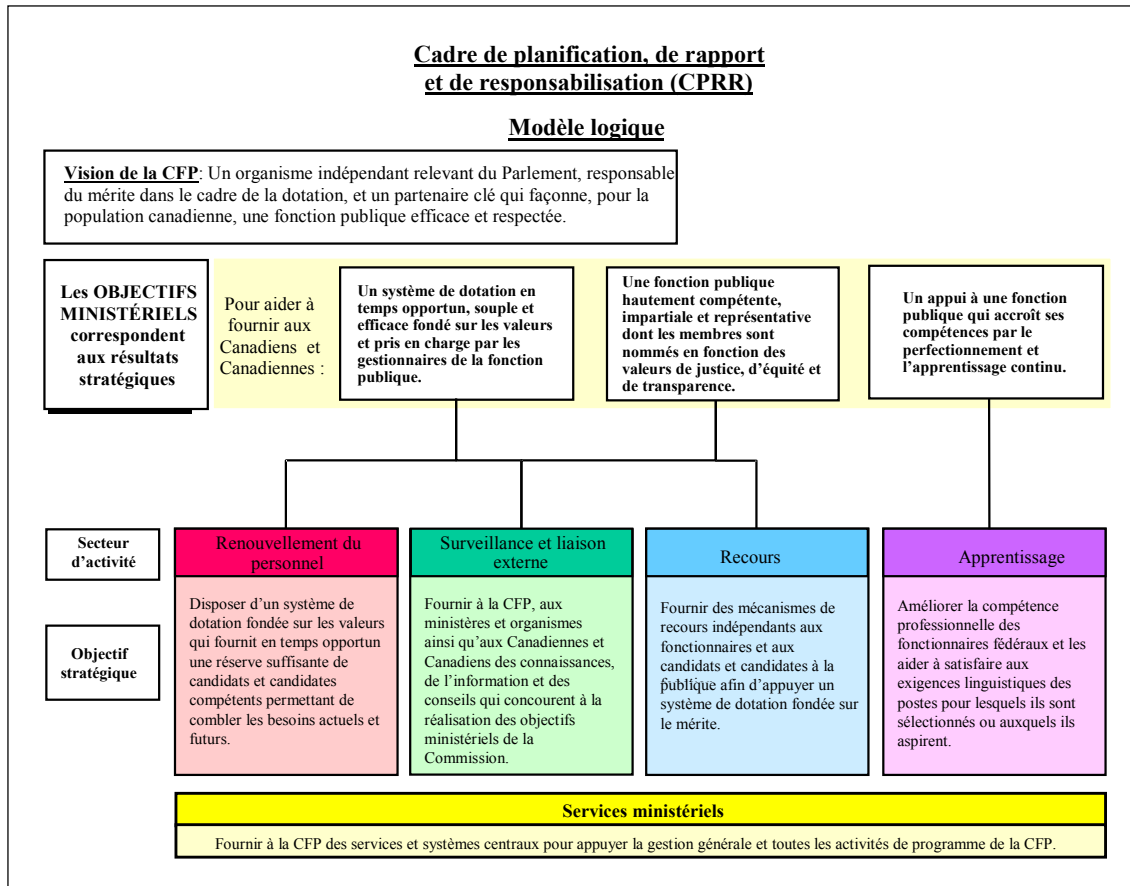 Cadre de planification, de rapport
et de responsabilisation (CPRR)
Modèle logique
Vision de la CFP: Un organisme indépendant relevant du Parlement, responsable
du mérite dans le cadre de la dotation, et un partenaire clé qui façonne, pour la
population canadienne, une fonction publique efficace et respectée.
Les OBJECTIFS
MINISTÉRIELS
correspondent
aux résultats
stratégiques
Pour aider à
fournir aux
Canadiens et
Canadiennes :
Un système de dotation en
temps opportun, souple et
efficace fondé sur les valeurs
et pris en charge par les
gestionnaires de la fonction
publique.
Une fonction publique
hautement compétente,
impartiale et représentative
dont les membres sont
nommés en fonction des
valeurs de justice, d'équité et
de transparence.
Un appui à une fonction
publique qui accroît ses
compétences par le
perfectionnement et
l'apprentissage continu.
Secteur
d'activité
Renouvellement du
personnel
Surveillance et liaison
externe
Recours
Apprentissage
Objectif
stratégique
Disposer d'un système de
dotation fondée sur les valeurs
qui fournit en temps opportun
une réserve suffisante de
candidats et candidates
compétents permettant de
combler les besoins actuels et
futurs.
Fournir à la CFP, aux
ministères et organismes
ainsi qu'aux Canadiennes et
Canadiens des connaissances,
de l'information et des
conseils qui concourent à la
réalisation des objectifs
ministériels de la
Commission.
Fournir des mécanismes de
recours indépendants aux
fonctionnaires et aux
candidats et candidates à la
publique afin d'appuyer un
système de dotation fondée sur
le mérite.
Améliorer la compétence
professionnelle des
fonctionnaires fédéraux et les
aider à satisfaire aux
exigences linguistiques des
postes pour lesquels ils sont
sélectionnés ou auxquels ils
aspirent.
Services ministériels
Fournir à la CFP des services et systèmes centraux pour appuyer la gestion générale et toutes les activités de programme de la CFP.